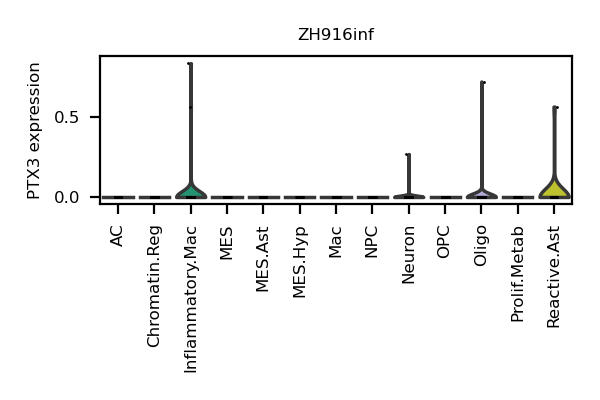 ZH916inf
PTX3 expression
0.5
0.0
AC
Chromatin.Reg
Inflammatory.Mac
MES
MES.Ast
MES.Hyp
Mac
NPC
Neuron
OPC
Oligo
Prolif.Metab
Reactive.Ast